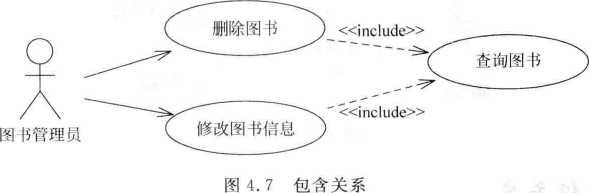 删除图书
<<include>>
查询图书
图书管理员
修改图书信息
<<include>>
图 4.7 包含关系